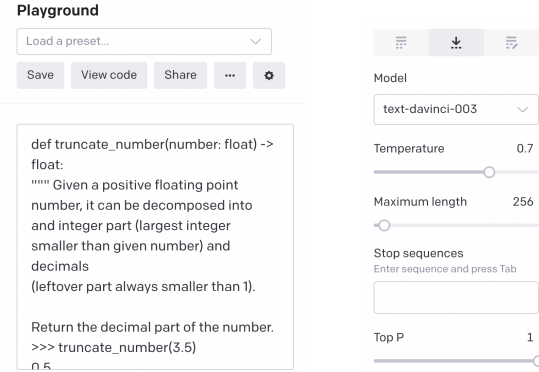 Playground
Load a preset...
Save
View code
Share
...
def truncate_number(number: float) ->
float:
""" Given a positive floating point
number, it can be decomposed into
and integer part (largest integer
smaller than given number) and
decimals
(leftover part always smaller than 1).
Return the decimal part of the number.
>>> truncate_number(3.5)
0.5
Model
text-davinci-003
Temperature 0.7
Maximum length 256
Stop sequences
Enter sequence and press Tab
Top P 1